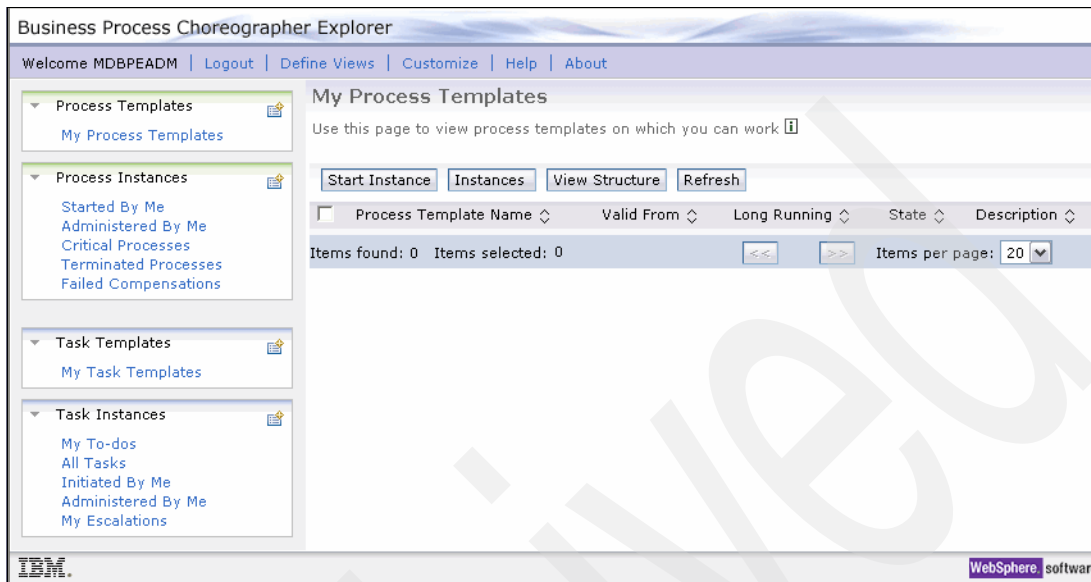 Business Process Choreographer Explorer
Welcome MDBPEADM | Logout | Define Views | Customize | Help | About
Process Templates
My Process Templates
Process Instances
Started By Me
Administered By Me
Critical Processes
Terminated Processes
Failed Compensations
Task Templates
My Task Templates
Task Instances
My To-dos
All Tasks
Initiated By Me
Administered By Me
My Escalations
My Process Templates
Use this page to view process templates on which you can work
Start Instance Instances View Structure Refresh
Process Template Name Valid From Long Running State Description
Items found: 0 Items selected: 0 << >> Items per page: 20
IBM.
WebSphere. softwar